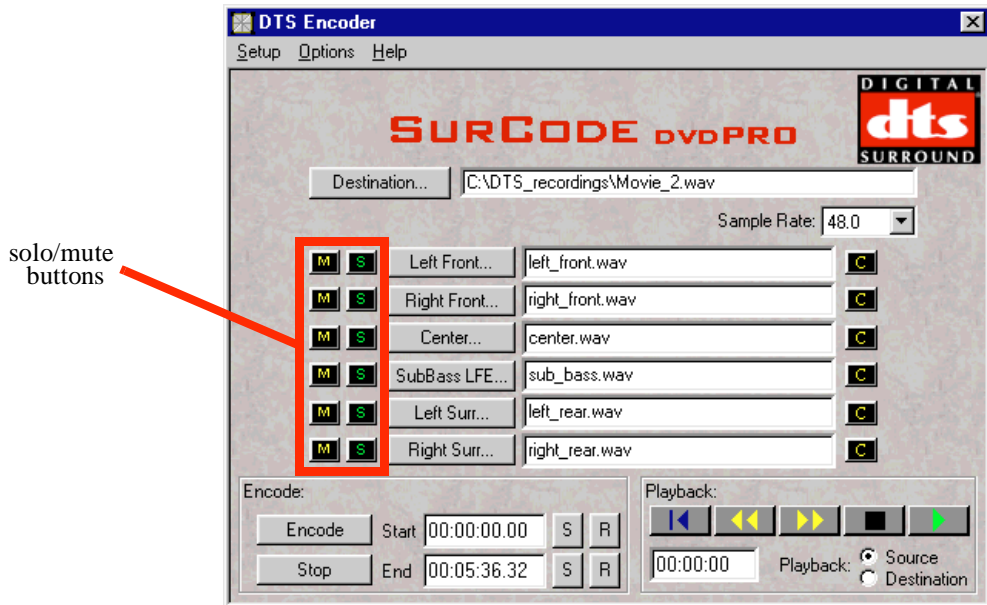 DTS Encoder
Setup Options Help
DIGITAL
dts
SURROUND
SURCODE DVDPRO
Destination... C:\DTS_recordings\Movie_2.wav
Sample Rate: 48.0
solo/mute
buttons
M S Left Front... left_front.wav C
M S Right Front... right_front.wav C
M S Center... center.wav C
M S SubBass LFE... sub_bass.wav C
M S Left Surr... left_rear.wav C
M S Right Surr... right_rear.wav C
Encode:
Encode Start 00:00:00.00 S R
Stop End 00:05:36.32 S R
Playback:
00:00:00 Playback: Source
Destination